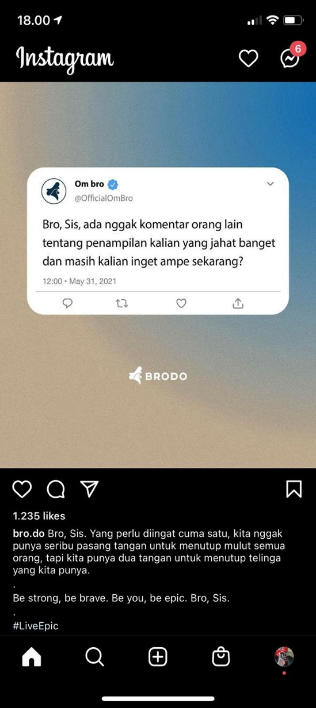 18.00
Instagram
6
Om bro
@OfficialOmBro
Bro, Sis, ada nggak komentar orang lain
tentang penampilan kalian yang jahat banget
dan masih kalian inget ampe sekarang?
12:00 • May 31, 2021
BRODO
1.235 likes
bro.do Bro, Sis. Yang perlu diingat cuma satu, kita nggak
punya seribu pasang tangan untuk menutup mulut semua
orang, tapi kita punya dua tangan untuk menutup telinga
yang kita punya.
.
Be strong, be brave. Be you, be epic. Bro, Sis.
.
#LiveEpic